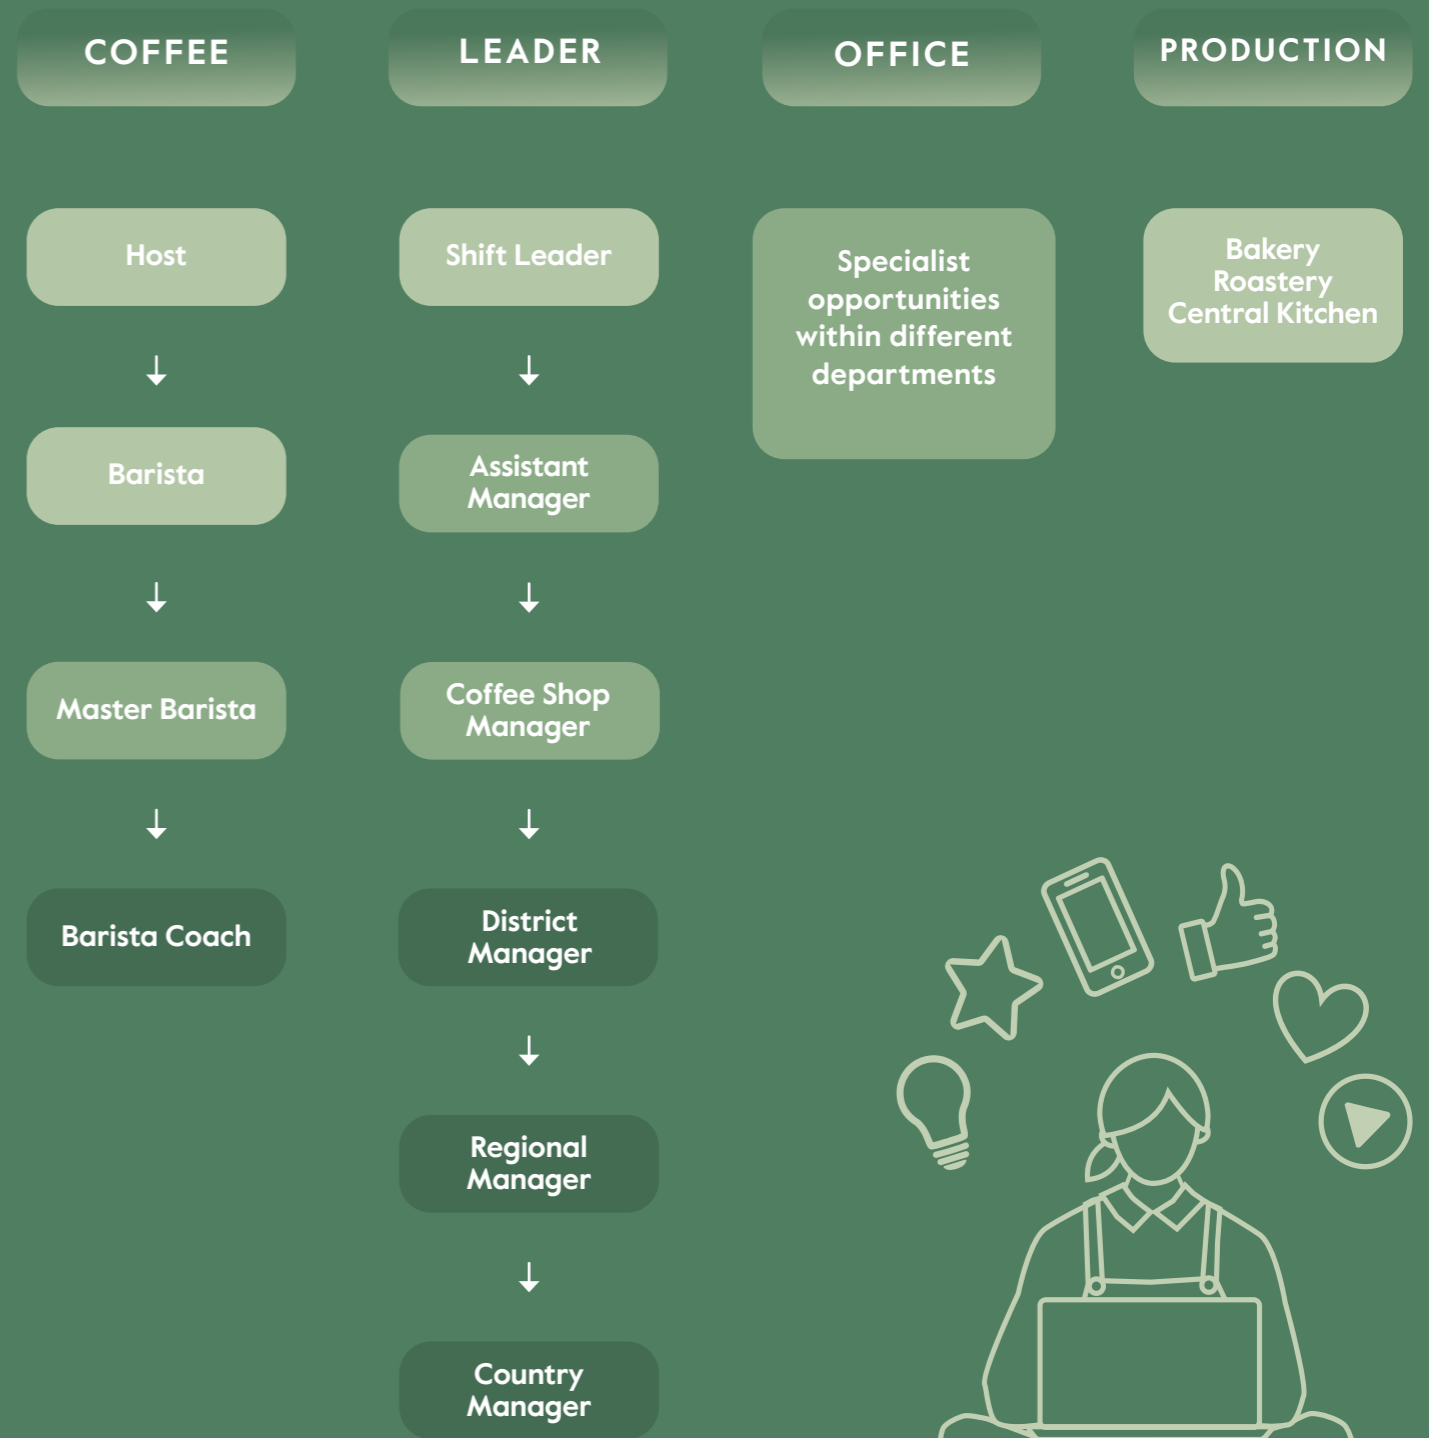 COFFEE
LEADER
OFFICE
PRODUCTION
Host
Barista
Master Barista
Barista Coach
Shift Leader
Assistant
Manager
Coffee Shop
Manager
District
Manager
Regional
Manager
Country
Manager
Specialist
opportunities
within different
departments
Bakery
Roastery
Central Kitchen